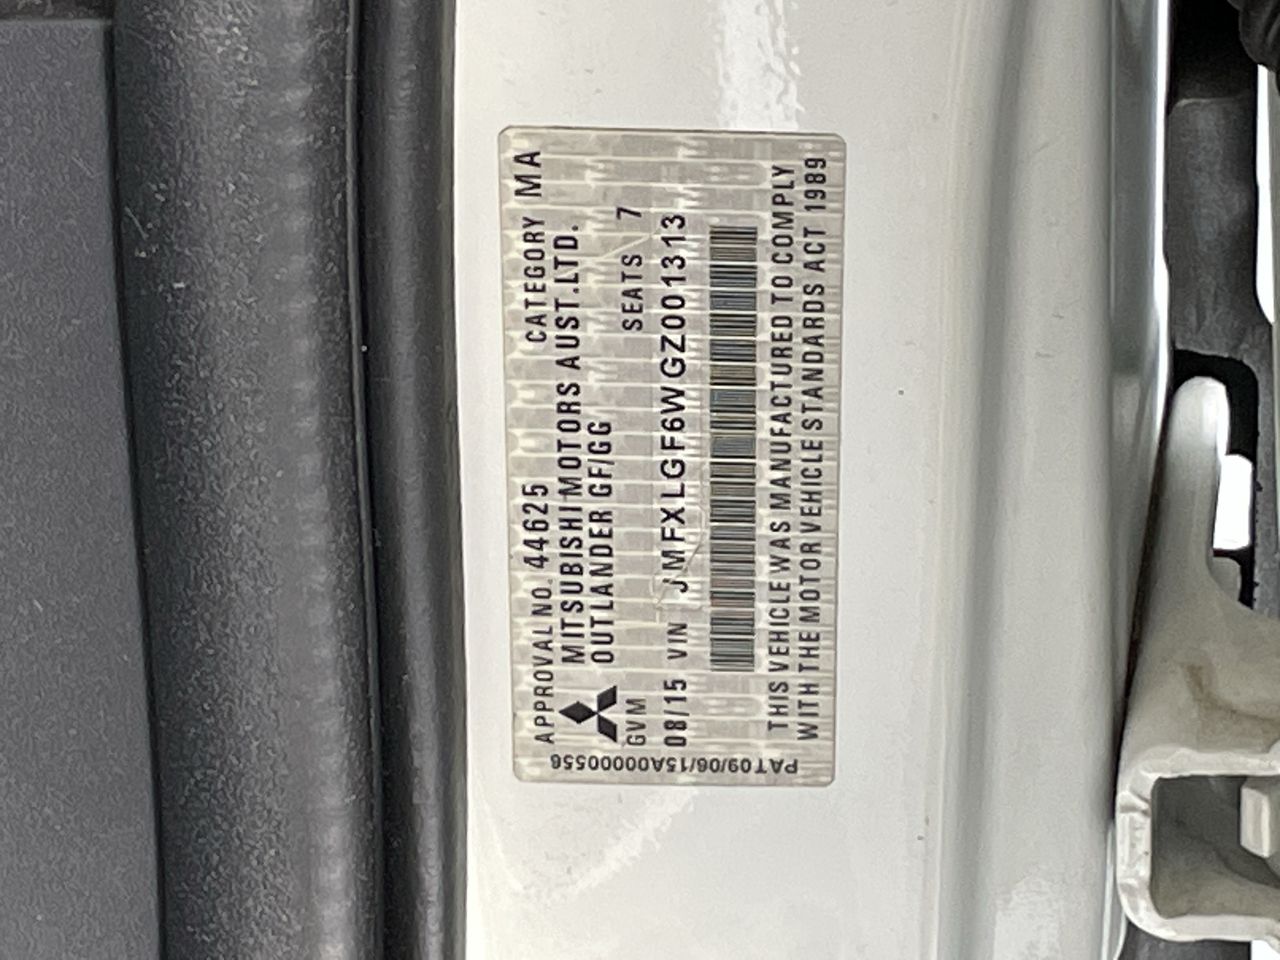 APPROVAL NO. 44625 CATEGORY MA
MITSUBISHI MOTORS AUST.LTD.
OUTLANDER GF/GG
GVM SEATS 7
08/15 VIN JMFXLGF6WGZ001313
THIS VEHICLE WAS MANUFACTURED TO COMPLY
WITH THE MOTOR VEHICLE STANDARDS ACT 1989
PAT09/06/15A00000556